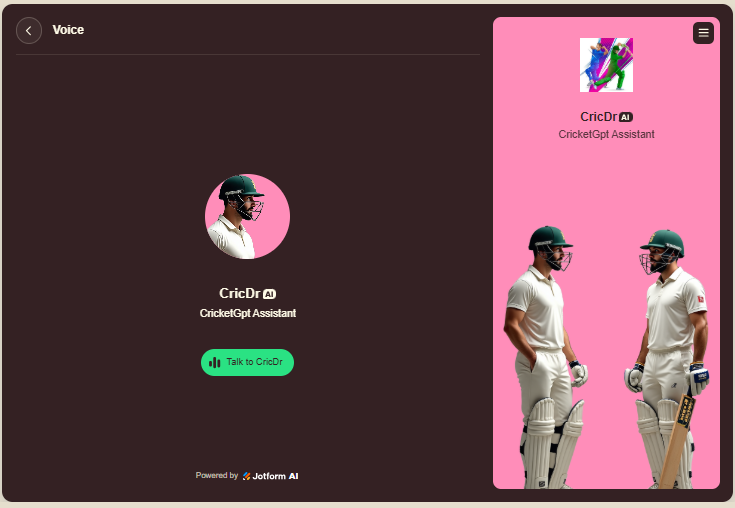 Voice
CricDr AI
CricketGpt Assistant
Talk to CricDr
Powered by Jotform AI
CricDr AI
CricketGpt Assistant